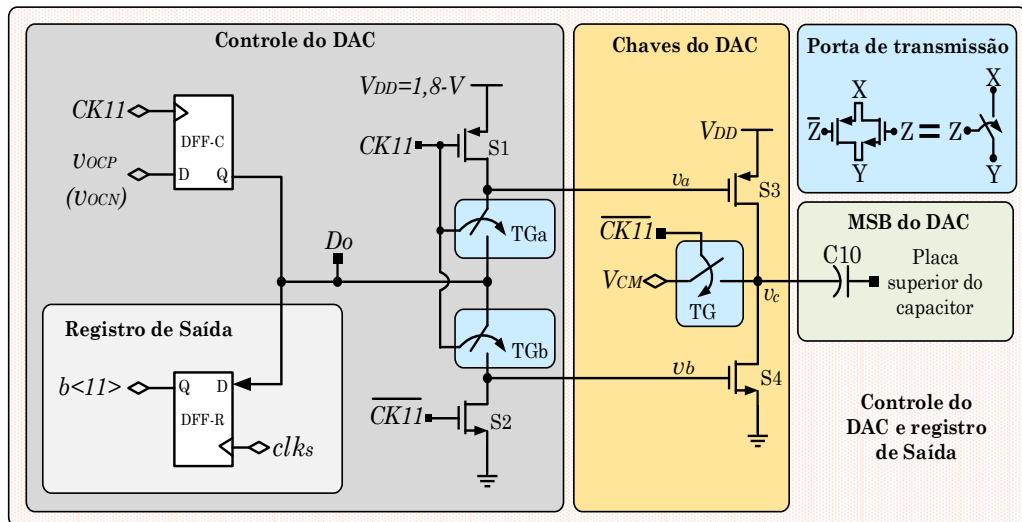 Controle do DAC
CK11
DFF-C
D
Q
vOCP
(vOCN)
VDD=1,8-V
CK11
S1
TGa
Do
TGb
CK11
S2
Registro de Saída
b<11>
Q
D
DFF-R
clks
Chaves do DAC
VDD
va
S3
CK11
VCM
TG
vc
vb
S4
Porta de transmissão
X
Z
Z
=
Z
X
Y
Y
MSB do DAC
C10
Placa
superior do
capacitor
Controle do
DAC e registro
de Saída